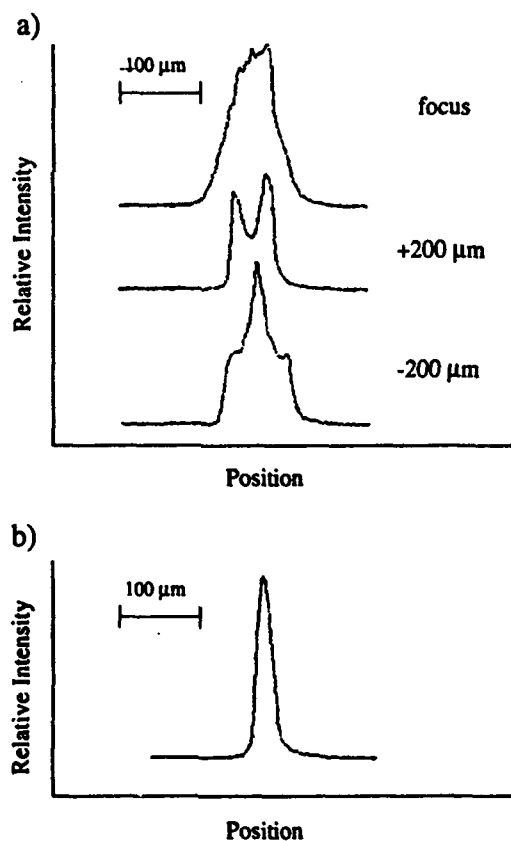 a)
100 µm
focus
+200 µm
-200 µm
Relative Intensity
Position
b)
100 µm
Relative Intensity
Position